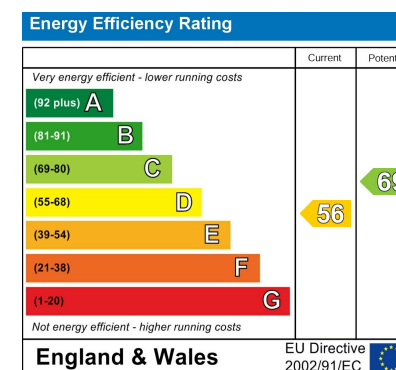 Energy Efficiency Rating
Current
Very energy efficient - lower running costs
(92 plus) A
(81-91) B
(69-80) C
69
(55-68) D
56
(39-54) E
(21-38) F
(1-20) G
Not energy efficient - higher running costs
England & Wales
EU Directive
2002/91/EC